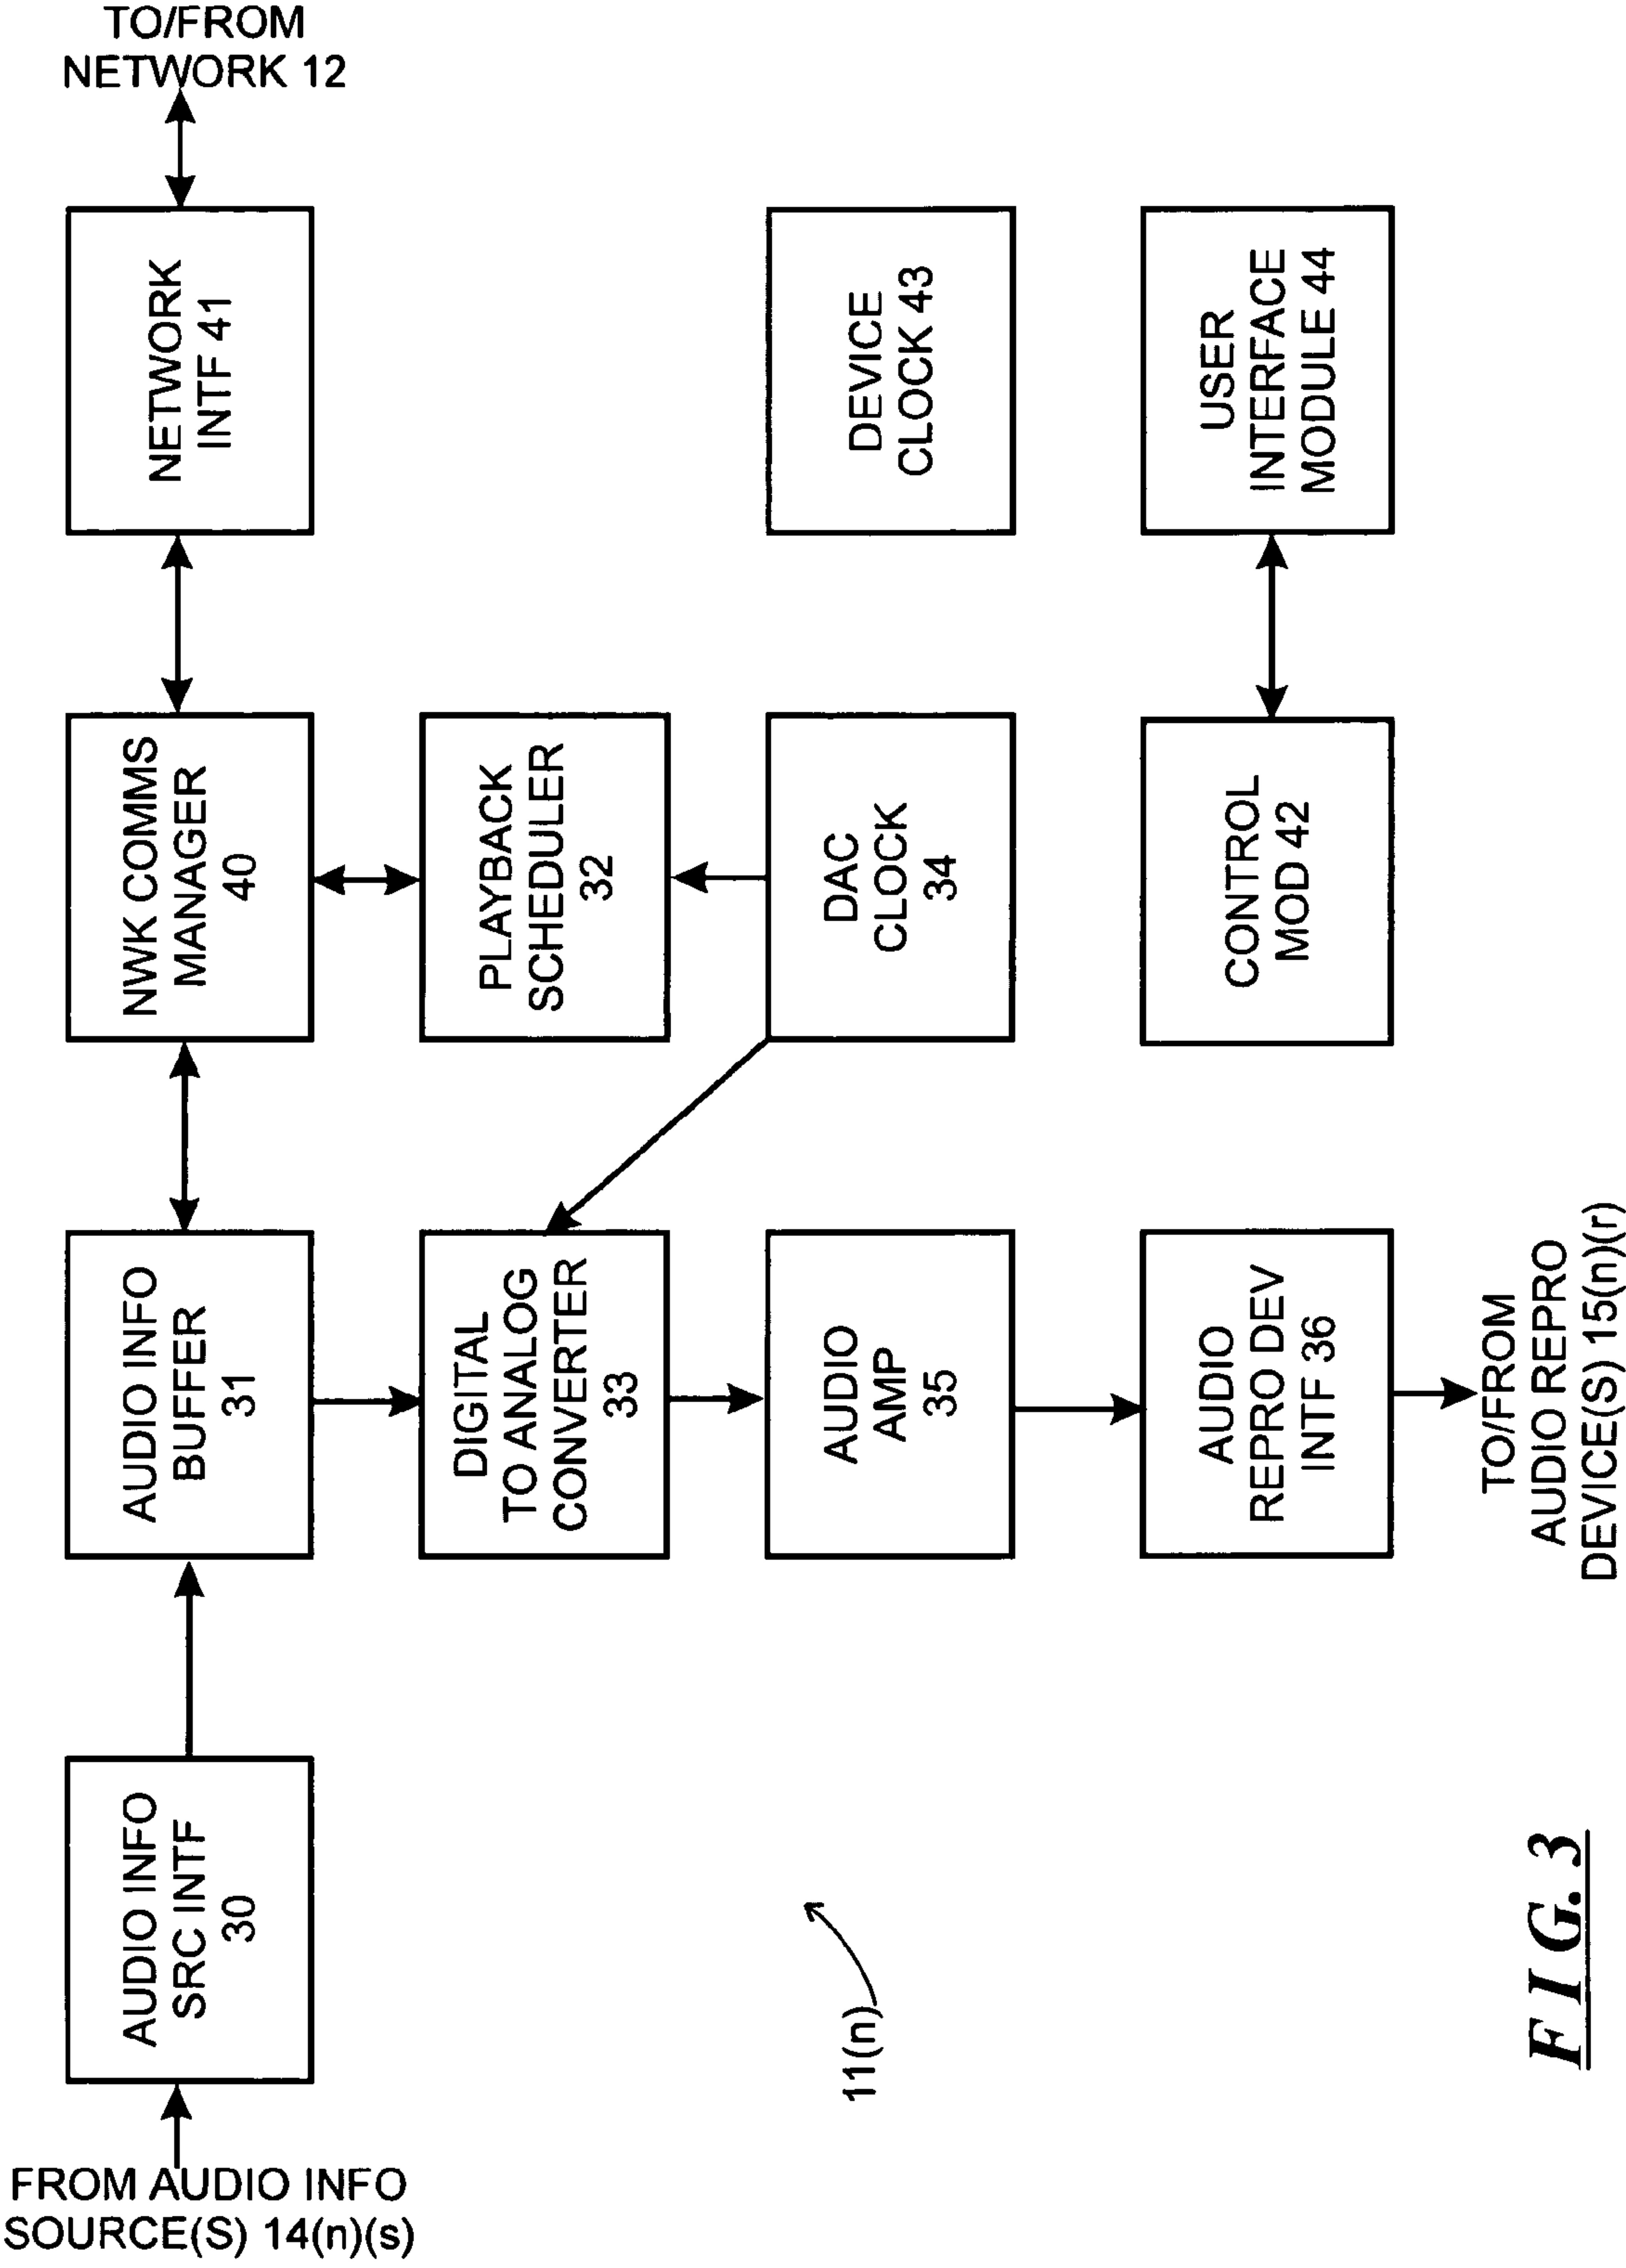 FROM AUDIO INFO
SOURCE(S) 14(n)(s)
AUDIO INFO
SRC INTF
30
AUDIO INFO
BUFFER
31
NWK COMMS
MANAGER
40
NETWORK
INTF 41
TO/FROM
NETWORK 12
DIGITAL
TO ANALOG
CONVERTER
33
PLAYBACK
SCHEDULER
32
11(n)
AUDIO
AMP
35
DAC
CLOCK
34
DEVICE
CLOCK 43
AUDIO
REPRO DEV
INTF 36
CONTROL
MOD 42
USER
INTERFACE
MODULE 44
TO/FROM
AUDIO REPRO
DEVICE(S) 15(n)(r)
FIG. 3